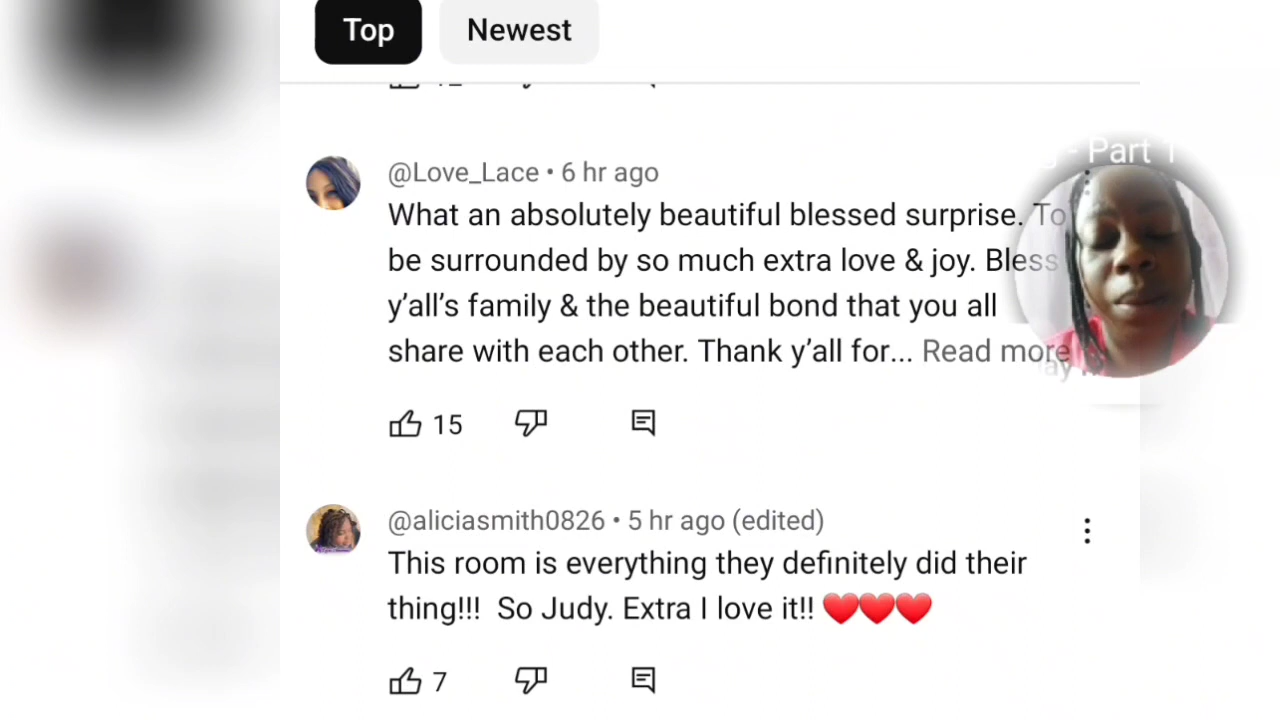 Top
Newest
@Love_Lace • 6 hr ago
What an absolutely beautiful blessed surprise. To
be surrounded by so much extra love & joy. Bless
y’all’s family & the beautiful bond that you all
share with each other. Thank y’all for... Read more
15
@aliciasmith0826 • 5 hr ago (edited)
This room is everything they definitely did their
thing!!! So Judy. Extra I love it!! ❤️❤️❤️
7
- Part 1